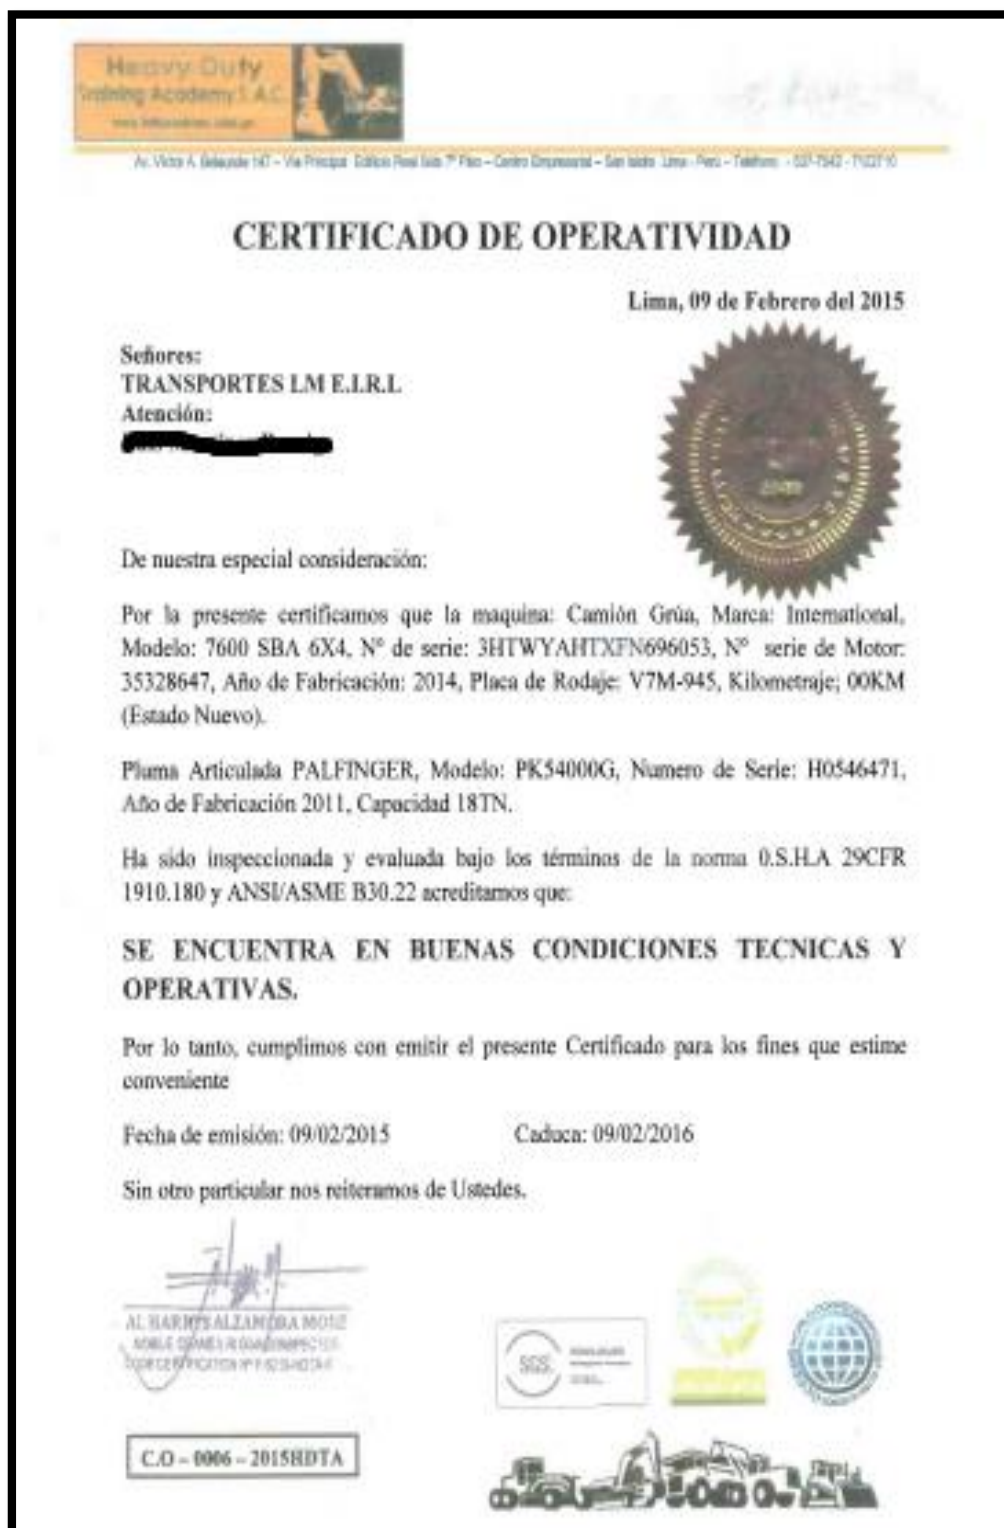 Heavy Duty
Training Academy S.A.C.
CERTIFICADO DE OPERATIVIDAD
Lima, 09 de Febrero del 2015
Señores:
TRANSPORTES LM E.I.R.L
Atención:
De nuestra especial consideración:
Por la presente certificamos que la maquina: Camión Grúa, Marca: International,
Modelo: 7600 SBA 6X4, Nº de serie: 3HTWYAHTXFN696053, Nº serie de Motor:
35328647, Año de Fabricación: 2014, Placa de Rodaje: V7M-945, Kilometraje; 00KM
(Estado Nuevo).
Pluma Articulada PALFINGER, Modelo: PK54000G, Numero de Serie: H0546471,
Año de Fabricación 2011, Capacidad 18TN.
Ha sido inspeccionada y evaluada bajo los términos de la norma 0.S.H.A 29CFR
1910.180 y ANSI/ASME B30.22 acreditamos que:
SE ENCUENTRA EN BUENAS CONDICIONES TECNICAS Y
OPERATIVAS.
Por lo tanto, cumplimos con emitir el presente Certificado para los fines que estime
conveniente
Fecha de emisión: 09/02/2015 Caduca: 09/02/2016
Sin otro particular nos reiteramos de Ustedes.
SGS
C.O – 0006 – 2015HDTA